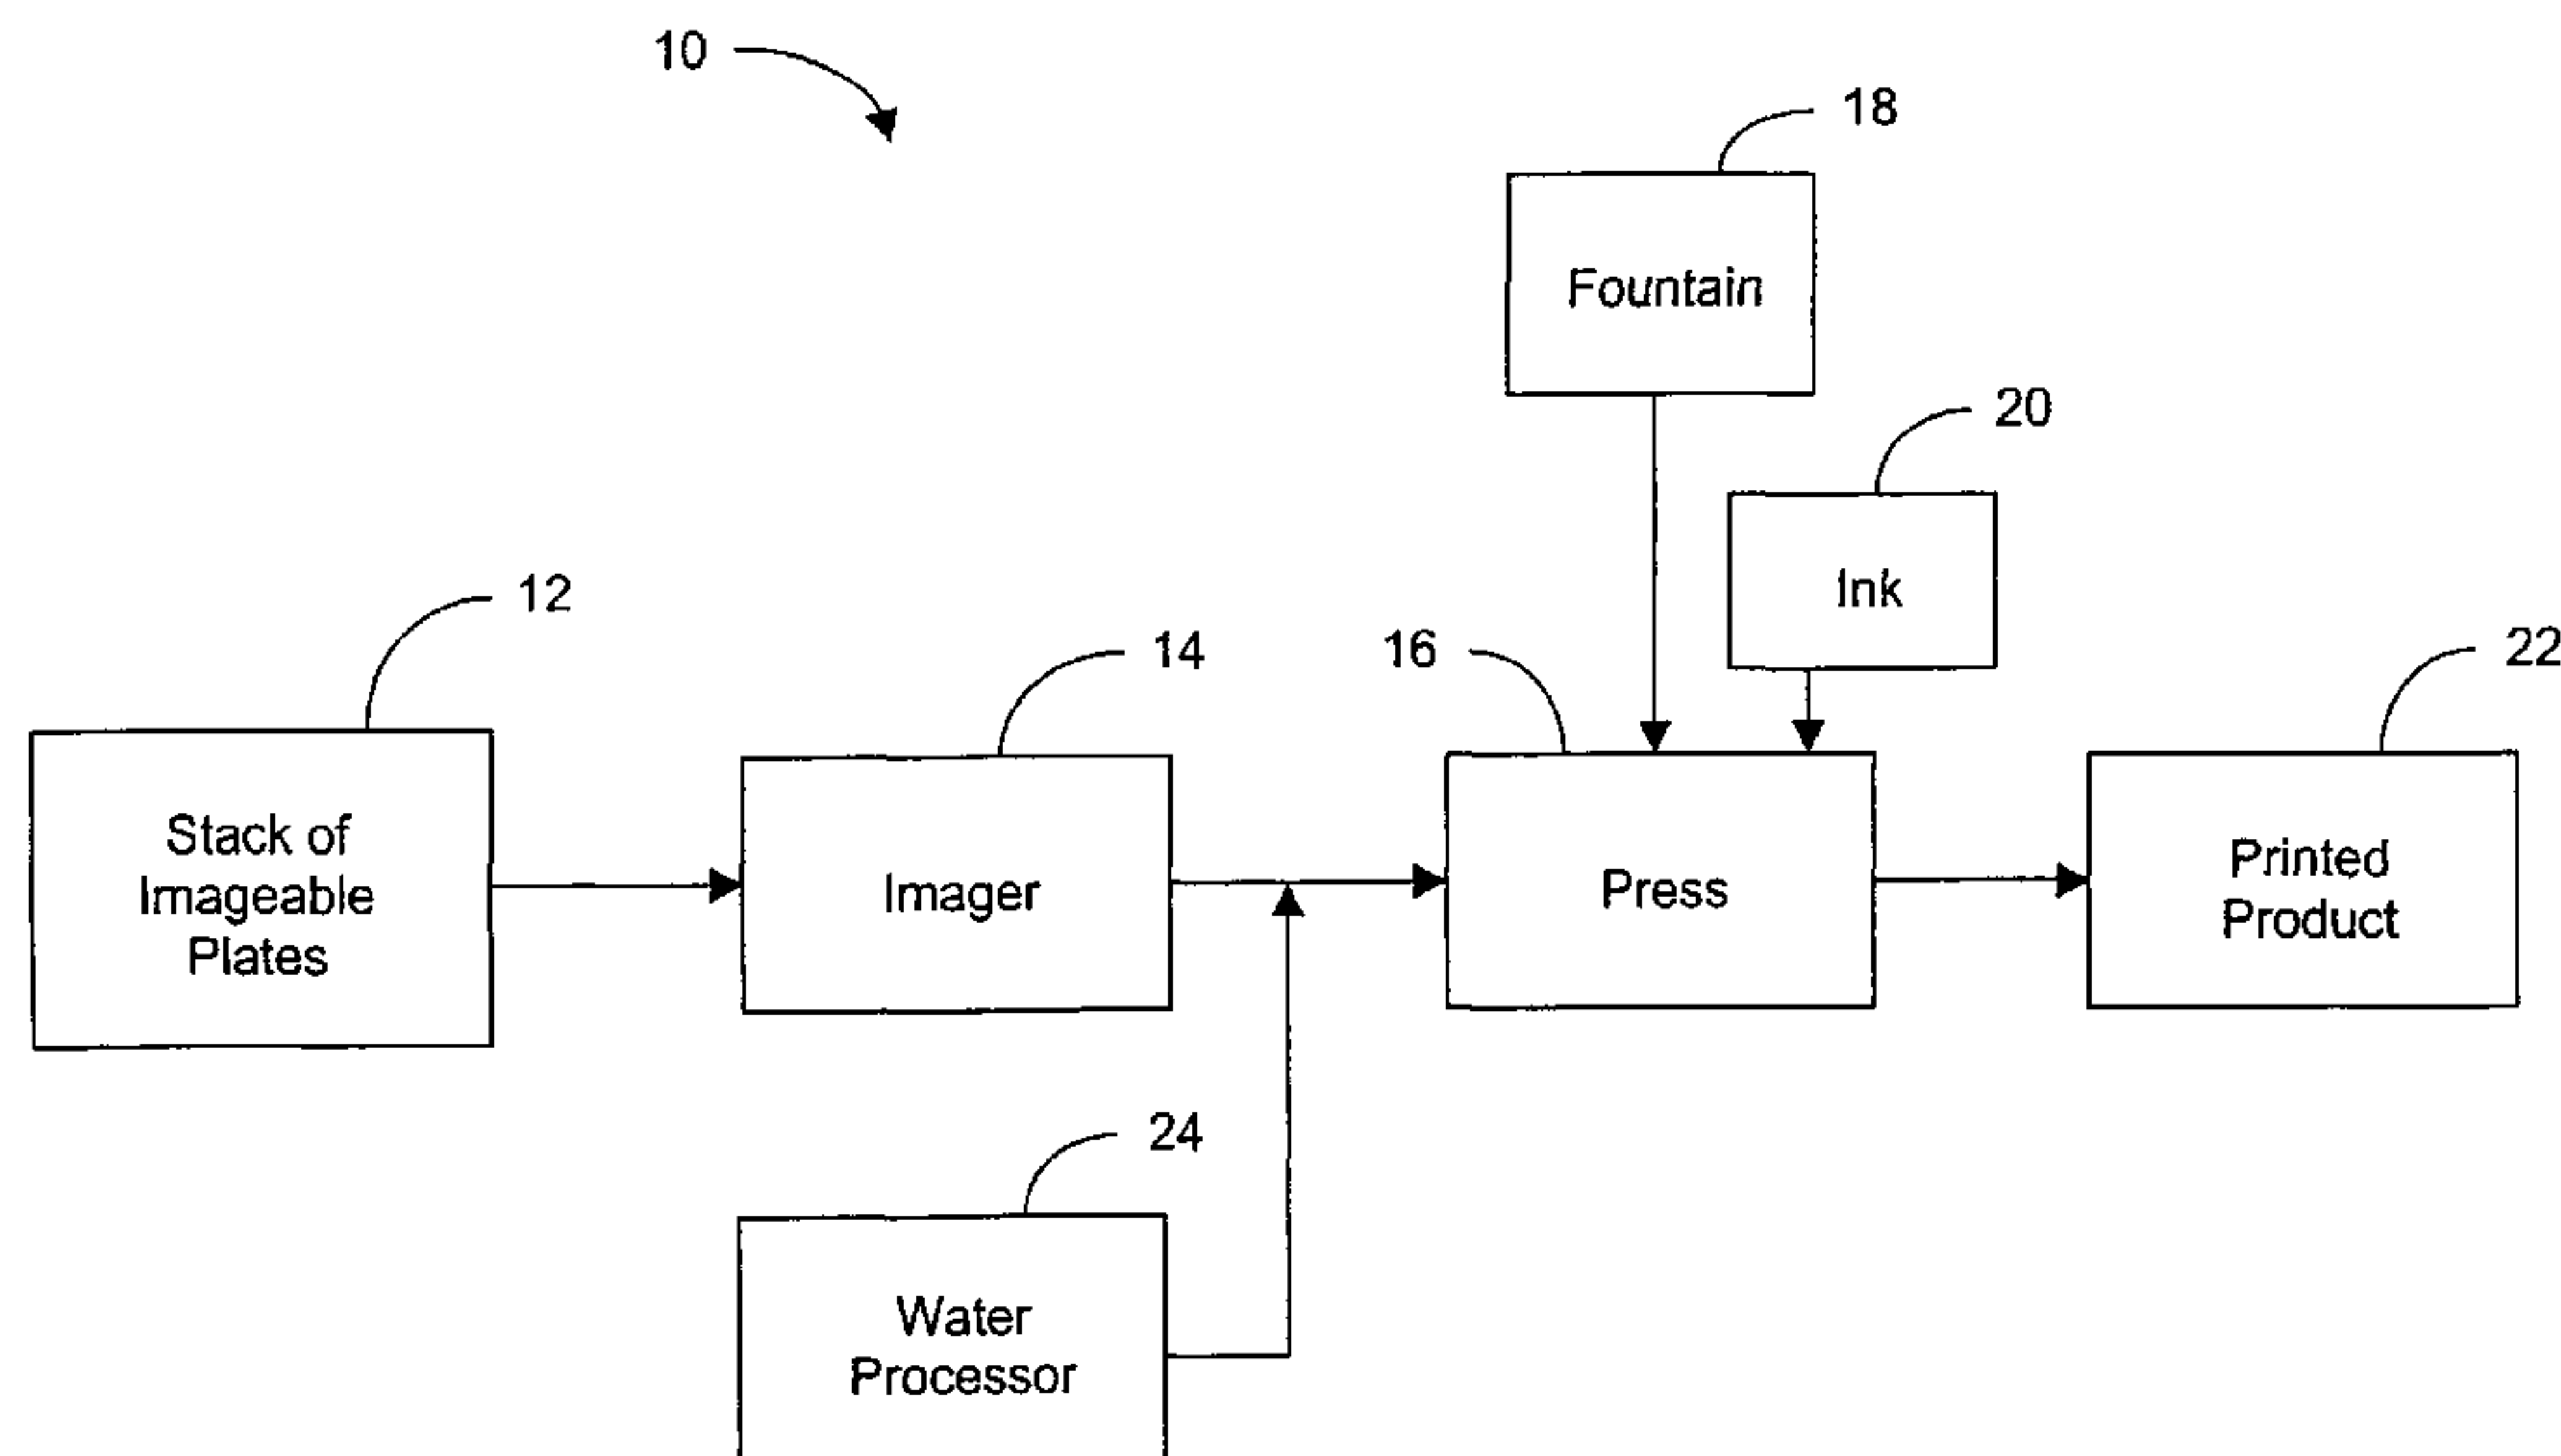 10
18
Fountain
20
Ink
12
14
16
22
Stack of
Imageable
Plates
Imager
Press
Printed
Product
24
Water
Processor